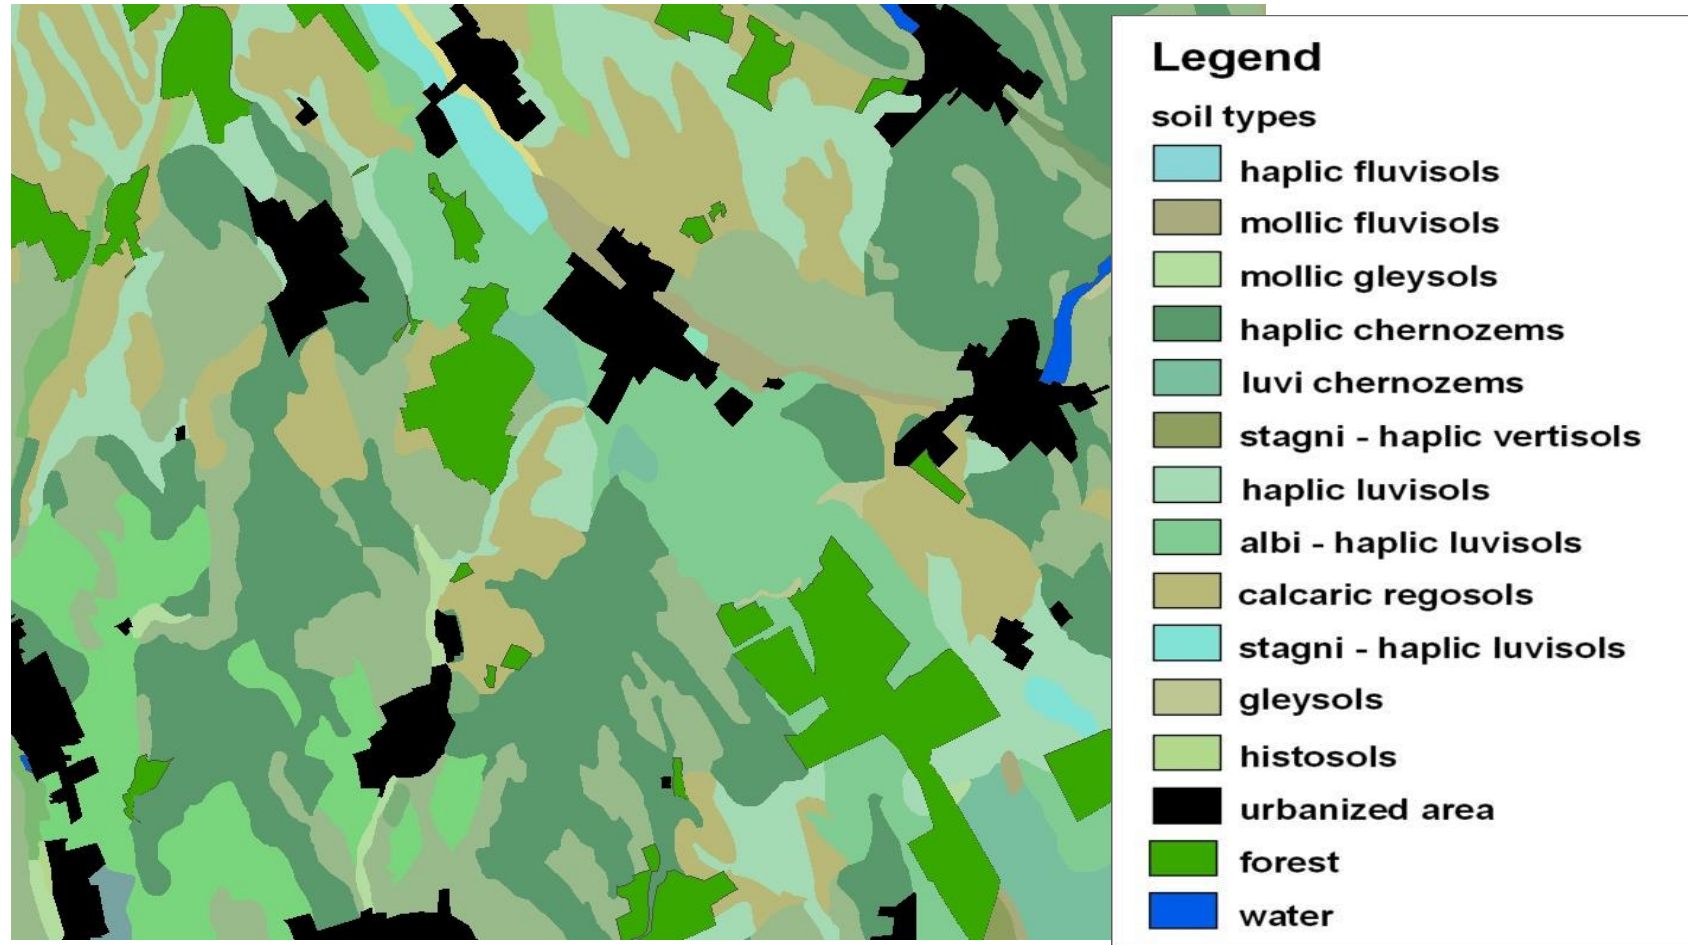 Legend
soil types
haplic fluvisols
mollic fluvisols
mollic gleysols
haplic chernozems
luvi chernozems
stagni - haplic vertisols
haplic luvisols
albi - haplic luvisols
calcaric regosols
stagni - haplic luvisols
gleysols
histosols
urbanized area
forest
water